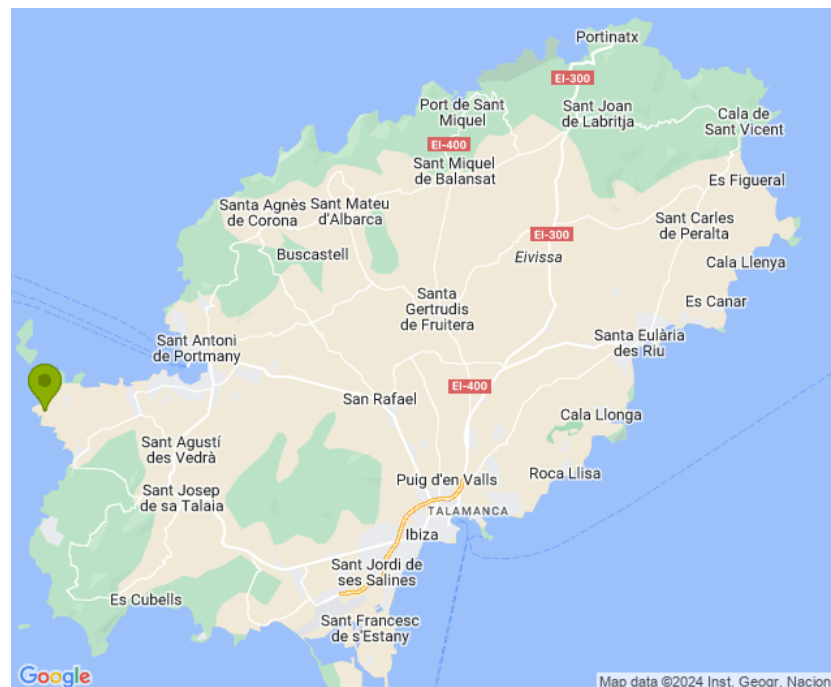 Portinatx
EI-300
Port de Sant
Miquel
Sant Joan
de Labritja
Cala de
Sant Vicent
EI-400
Sant Miquel
de Balansat
Es Figueral
Santa Agnès
de Corona
Sant Mateu
d'Albarca
Sant Carles
de Peralta
EI-300
Buscastell
Eivissa
Cala Llenya
Santa
Gertrudis
de Fruitera
Es Canar
Sant Antoni
de Portmany
Santa Eulària
des Riu
EI-400
San Rafael
Cala Llonga
Sant Agustí
des Vedrà
Roca Llisa
Puig d'en Valls
Sant Josep
de sa Talaia
TALAMANCA
Ibiza
Sant Jordi de
ses Salines
Es Cubells
Sant Francesc
de s'Estany
Google
Map data ©2024 Inst. Geogr. Nacion